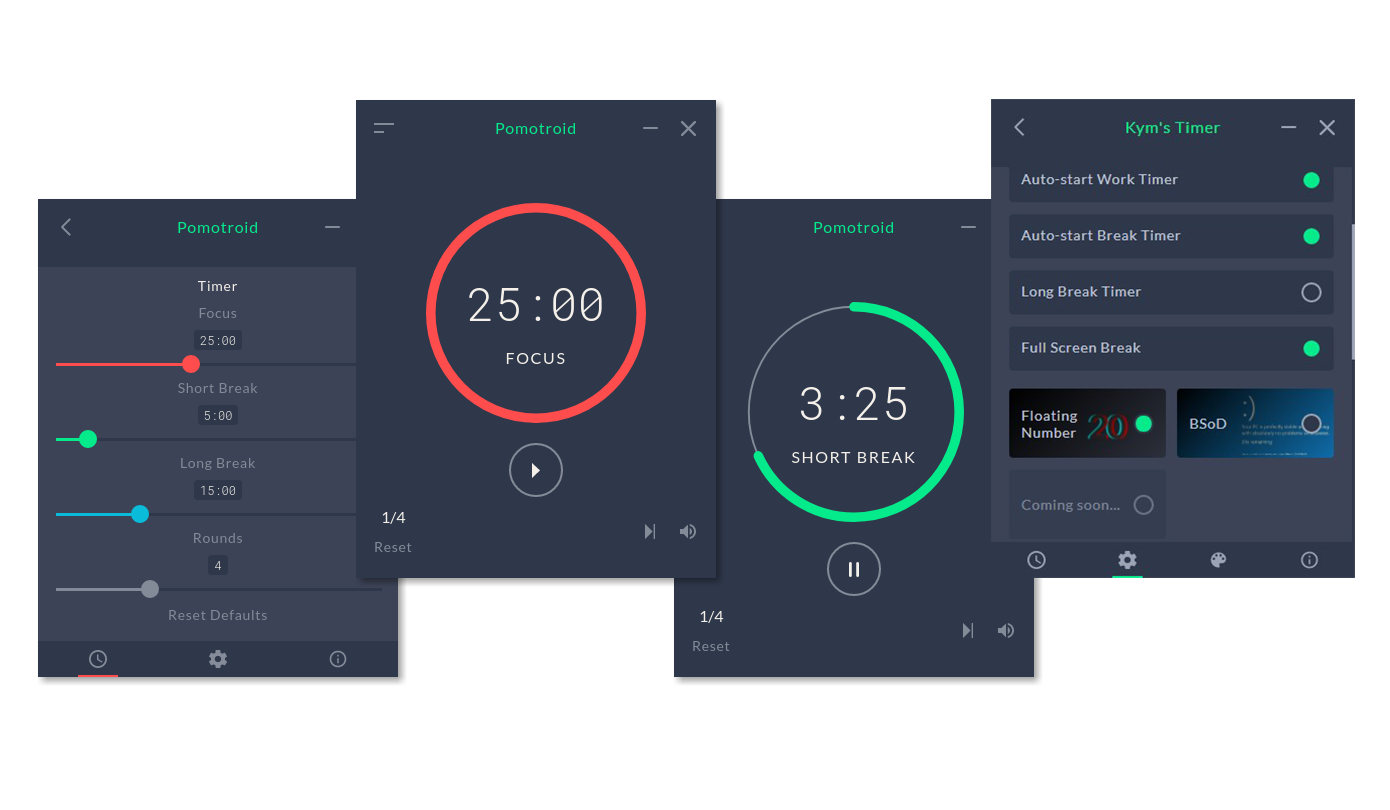 Pomotroid
Timer
Focus
25:00
Short Break
5:00
Long Break
15:00
Rounds
4
Reset Defaults
Pomotroid
25:00
FOCUS
1/4
Reset
Pomotroid
3:25
SHORT BREAK
1/4
Reset
Kym's Timer
Auto-start Work Timer
Auto-start Break Timer
Long Break Timer
Full Screen Break
Floating
Number
20
BSoD
:)
Coming soon...